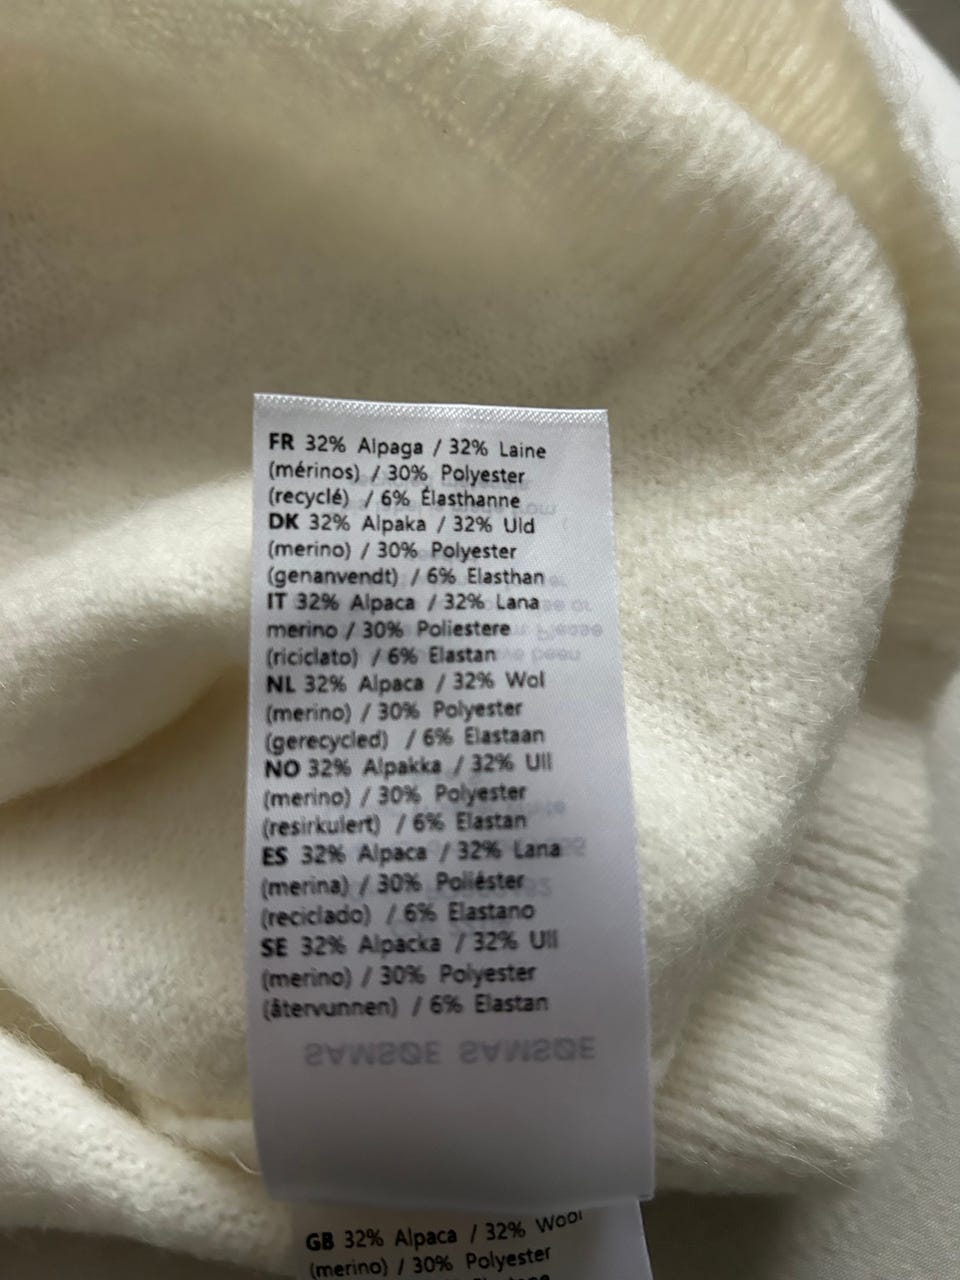 FR 32% Alpaga / 32% Laine
(mérinos) / 30% Polyester
(recyclé) / 6% Élasthanne
DK 32% Alpaka / 32% Uld
(merino) / 30% Polyester
(genanvendt) / 6% Elasthan
IT 32% Alpaca / 32% Lana
merino / 30% Poliestere
(riciclato) / 6% Elastan
NL 32% Alpaca / 32% Wol
(merino) / 30% Polyester
(gerecycled) / 6% Elastaan
NO 32% Alpakka / 32% Ull
(merino) / 30% Polyester
(resirkulert) / 6% Elastan
ES 32% Alpaca / 32% Lana
(merina) / 30% Poliéster
(reciclado) / 6% Elastano
SE 32% Alpacka / 32% Ull
(merino) / 30% Polyester
(återvunnen) / 6% Elastan
SAMSØE SAMSØE
GB 32% Alpaca / 32% Wool
(merino) / 30% Polyester